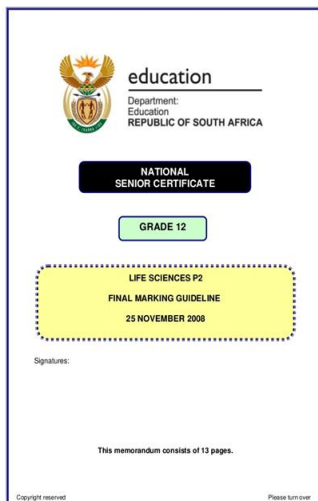 education
Department:
Education
REPUBLIC OF SOUTH AFRICA
NATIONAL
SENIOR CERTIFICATE
GRADE 12
LIFE SCIENCES P2
FINAL MARKING GUIDELINE
25 NOVEMBER 2008
Signatures:
This memorandum consists of 13 pages.
Copyright reserved
Please turn over